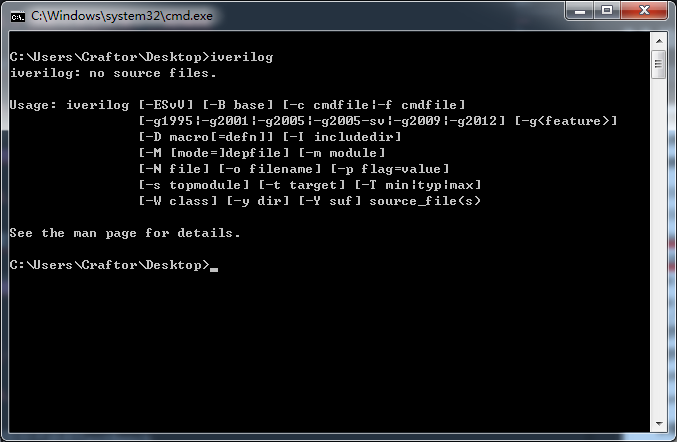 C:\Windows\system32\cmd.exe
C:\Users\Craftor\Desktop>iverilog
iverilog: no source files.
Usage: iverilog [-ESvV] [-B base] [-c cmdfile|-f cmdfile]
[-g1995|-g2001|-g2005|-g2005-sv|-g2009|-g2012] [-g<feature>]
[-D macro[=defn]] [-I includedir]
[-M [mode=]depfile] [-m module]
[-N file] [-o filename] [-p flag=value]
[-s topmodule] [-t target] [-T min|typ|max]
[-W class] [-y dir] [-Y suf] source_file(s)
See the man page for details.
C:\Users\Craftor\Desktop>